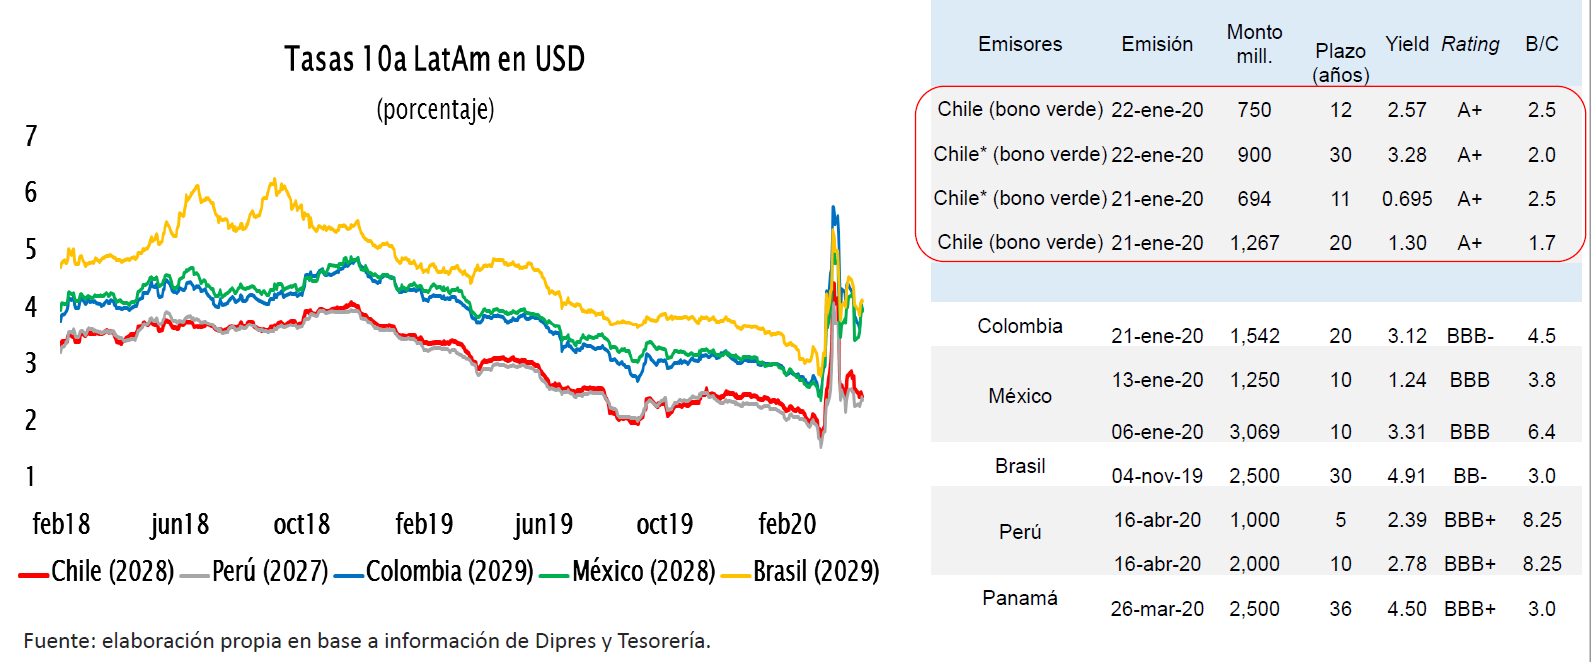 Tasas 10a LatAm en USD
(porcentaje)
7
6
5
4
3
2
1
feb18 jun18 oct18 feb19 jun19 oct19 feb20
Chile (2028) Perú (2027) Colombia (2029) México (2028) Brasil (2029)
Fuente: elaboración propia en base a información de Dipres y Tesorería.
Emisores Emisión Monto mill. Plazo (años) Yield Rating B/C
Chile (bono verde) 22-ene-20 750 12 2.57 A+ 2.5
Chile* (bono verde) 22-ene-20 900 30 3.28 A+ 2.0
Chile* (bono verde) 21-ene-20 694 11 0.695 A+ 2.5
Chile (bono verde) 21-ene-20 1,267 20 1.30 A+ 1.7
Colombia 21-ene-20 1,542 20 3.12 BBB- 4.5
México 13-ene-20 1,250 10 1.24 BBB 3.8
06-ene-20 3,069 10 3.31 BBB 6.4
Brasil 04-nov-19 2,500 30 4.91 BB- 3.0
Perú 16-abr-20 1,000 5 2.39 BBB+ 8.25
16-abr-20 2,000 10 2.78 BBB+ 8.25
Panamá 26-mar-20 2,500 36 4.50 BBB+ 3.0